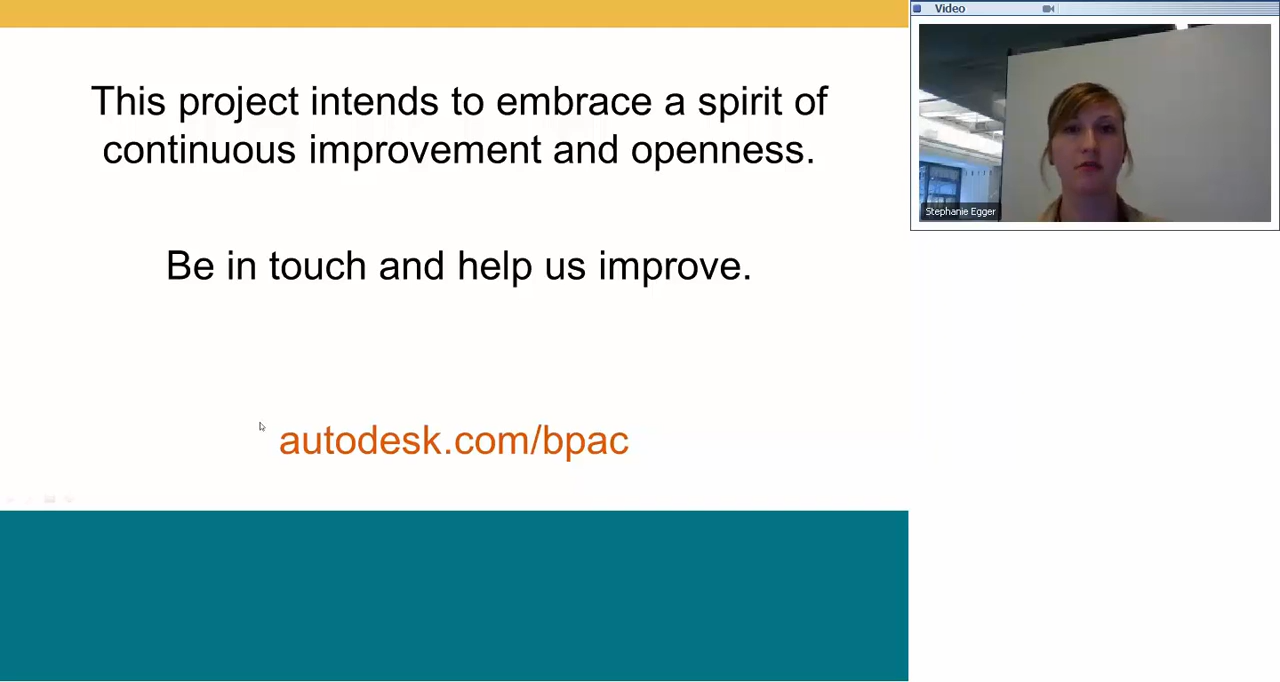 This project intends to embrace a spirit of
continuous improvement and openness.
Be in touch and help us improve.
autodesk.com/bpac
Video
Stephanie Egger